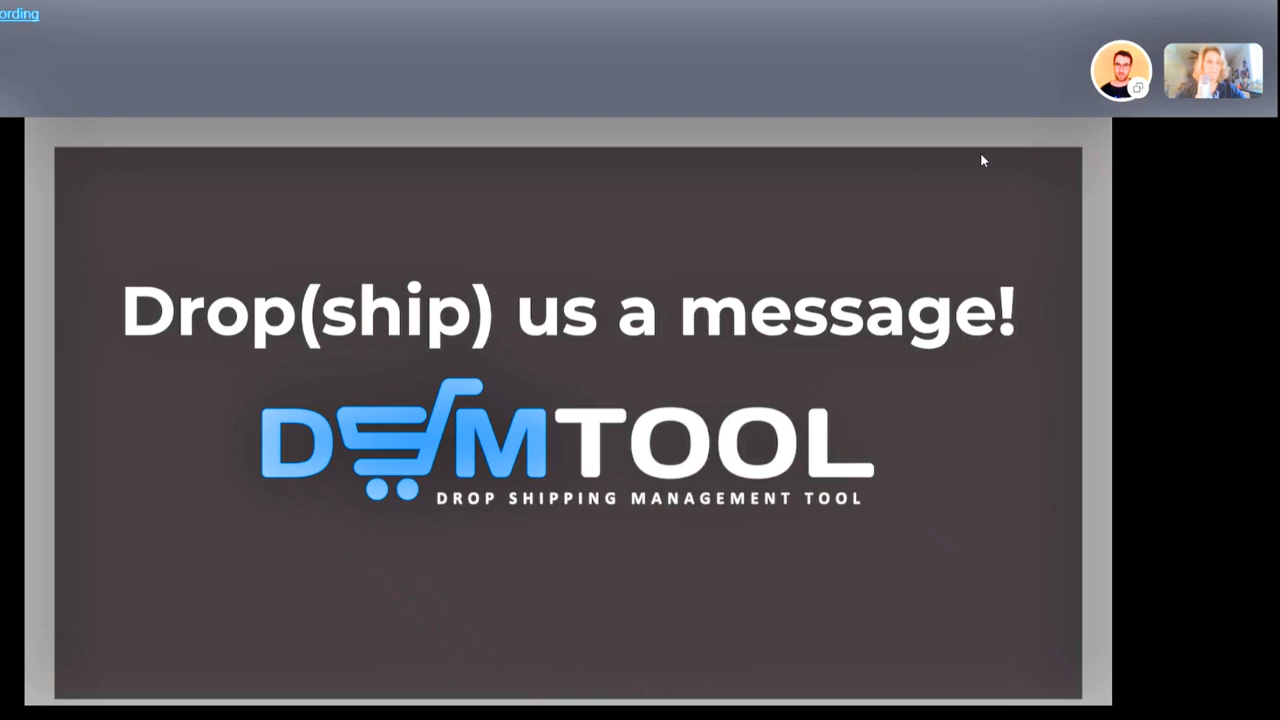 ording
Drop(ship) us a message!
DSMTOOL
DROP SHIPPING MANAGEMENT TOOL